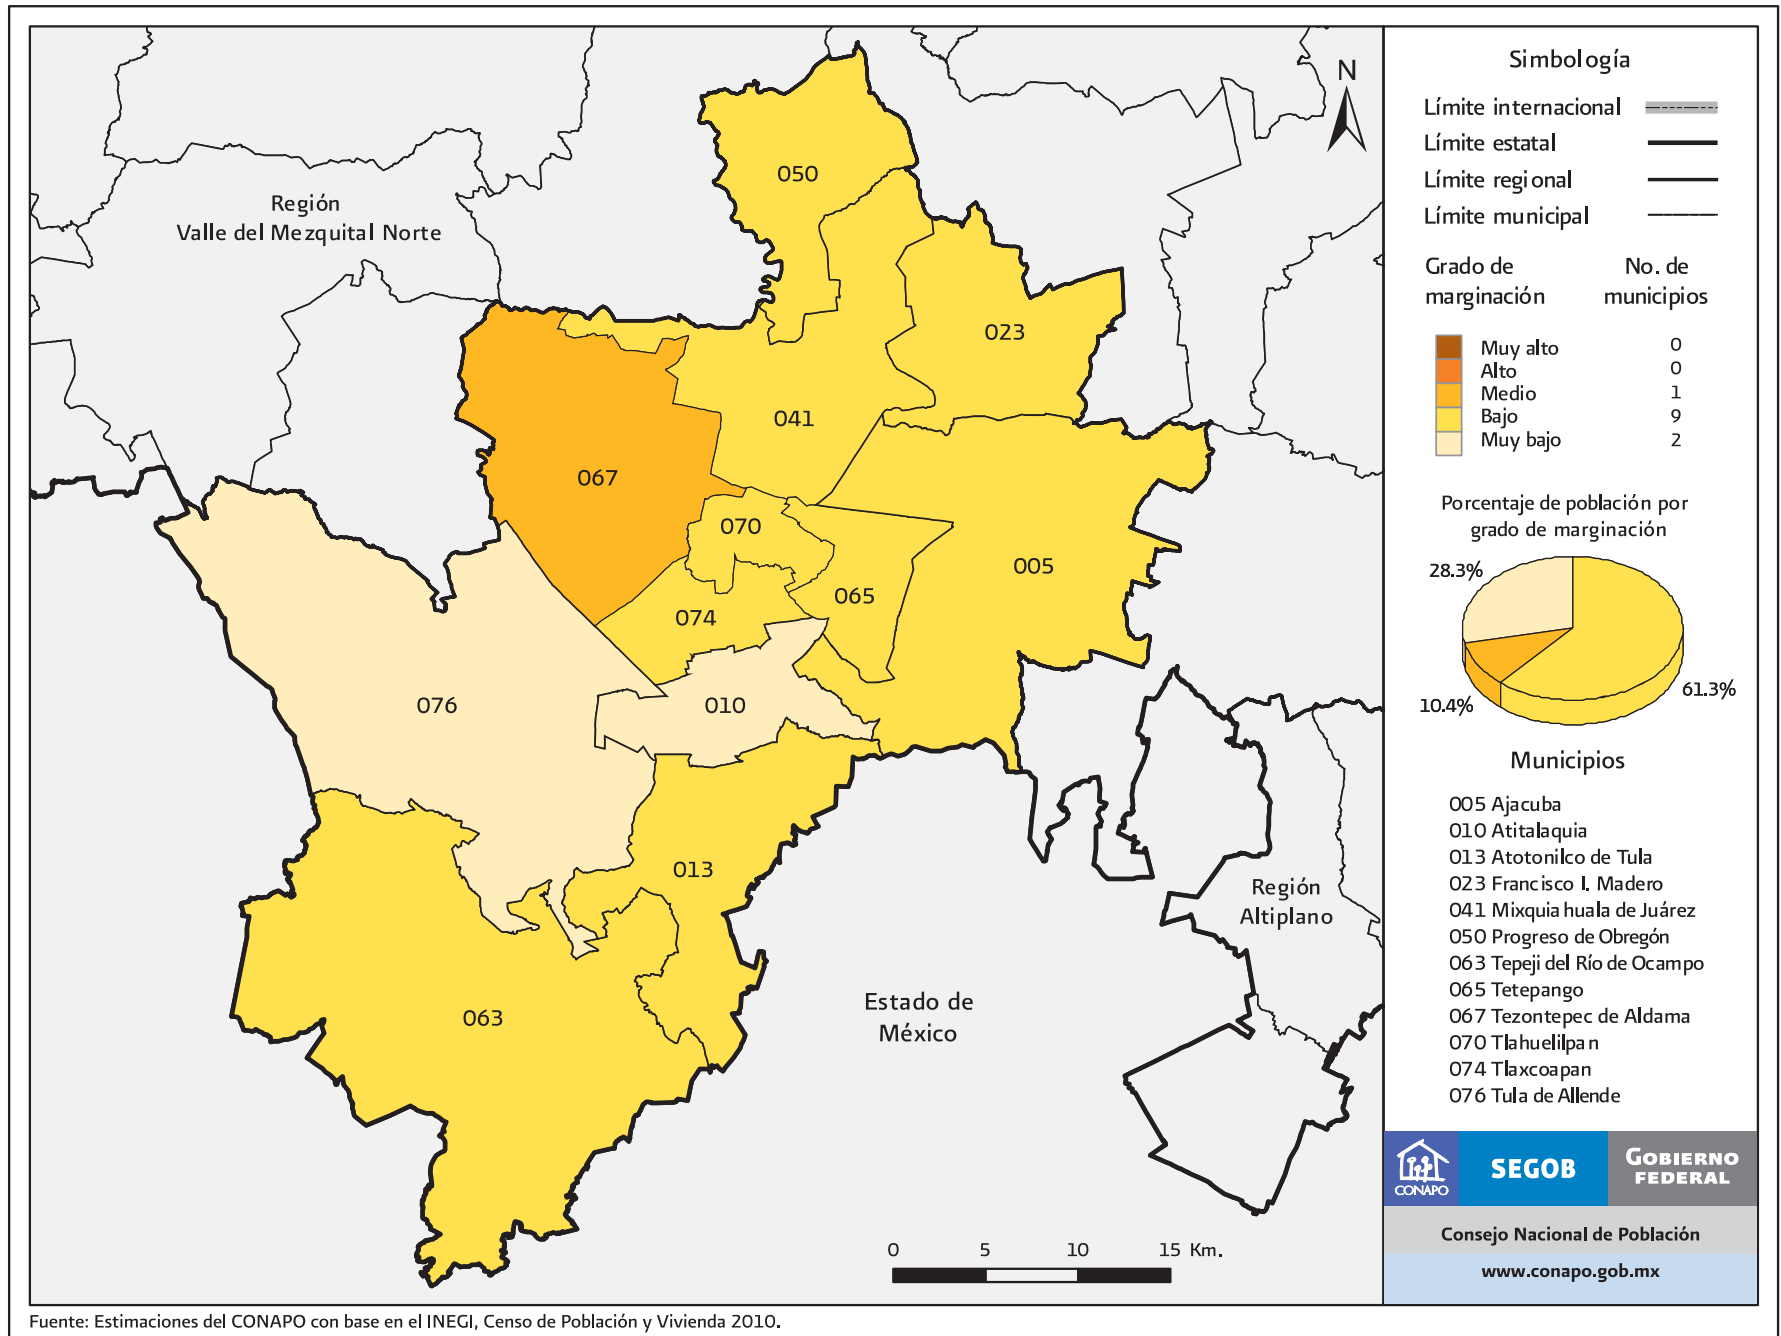 Región
Valle del Mezquital Norte
050
023
041
067
070
005
065
074
076
010
013
063
Región
Altiplano
Estado de
México
N
0 5 10 15 Km.
Simbología
Límite internacional
Límite estatal
Límite regional
Límite municipal
Grado de marginación
No. de municipios
Muy alto 0
Alto 0
Medio 1
Bajo 9
Muy bajo 2
Porcentaje de población por
grado de marginación
28.3%
10.4%
61.3%
Municipios
005 Ajacuba
010 Atitalaquia
013 Atotonilco de Tula
023 Francisco I. Madero
041 Mixquiahuala de Juárez
050 Progreso de Obregón
063 Tepeji del Río de Ocampo
065 Tetepango
067 Tezontepec de Aldama
070 Tlahuelilpan
074 Tlaxcoapan
076 Tula de Allende
CONAPO
SEGOB
GOBIERNO
FEDERAL
Consejo Nacional de Población
www.conapo.gob.mx
Fuente: Estimaciones del CONAPO con base en el INEGI, Censo de Población y Vivienda 2010.